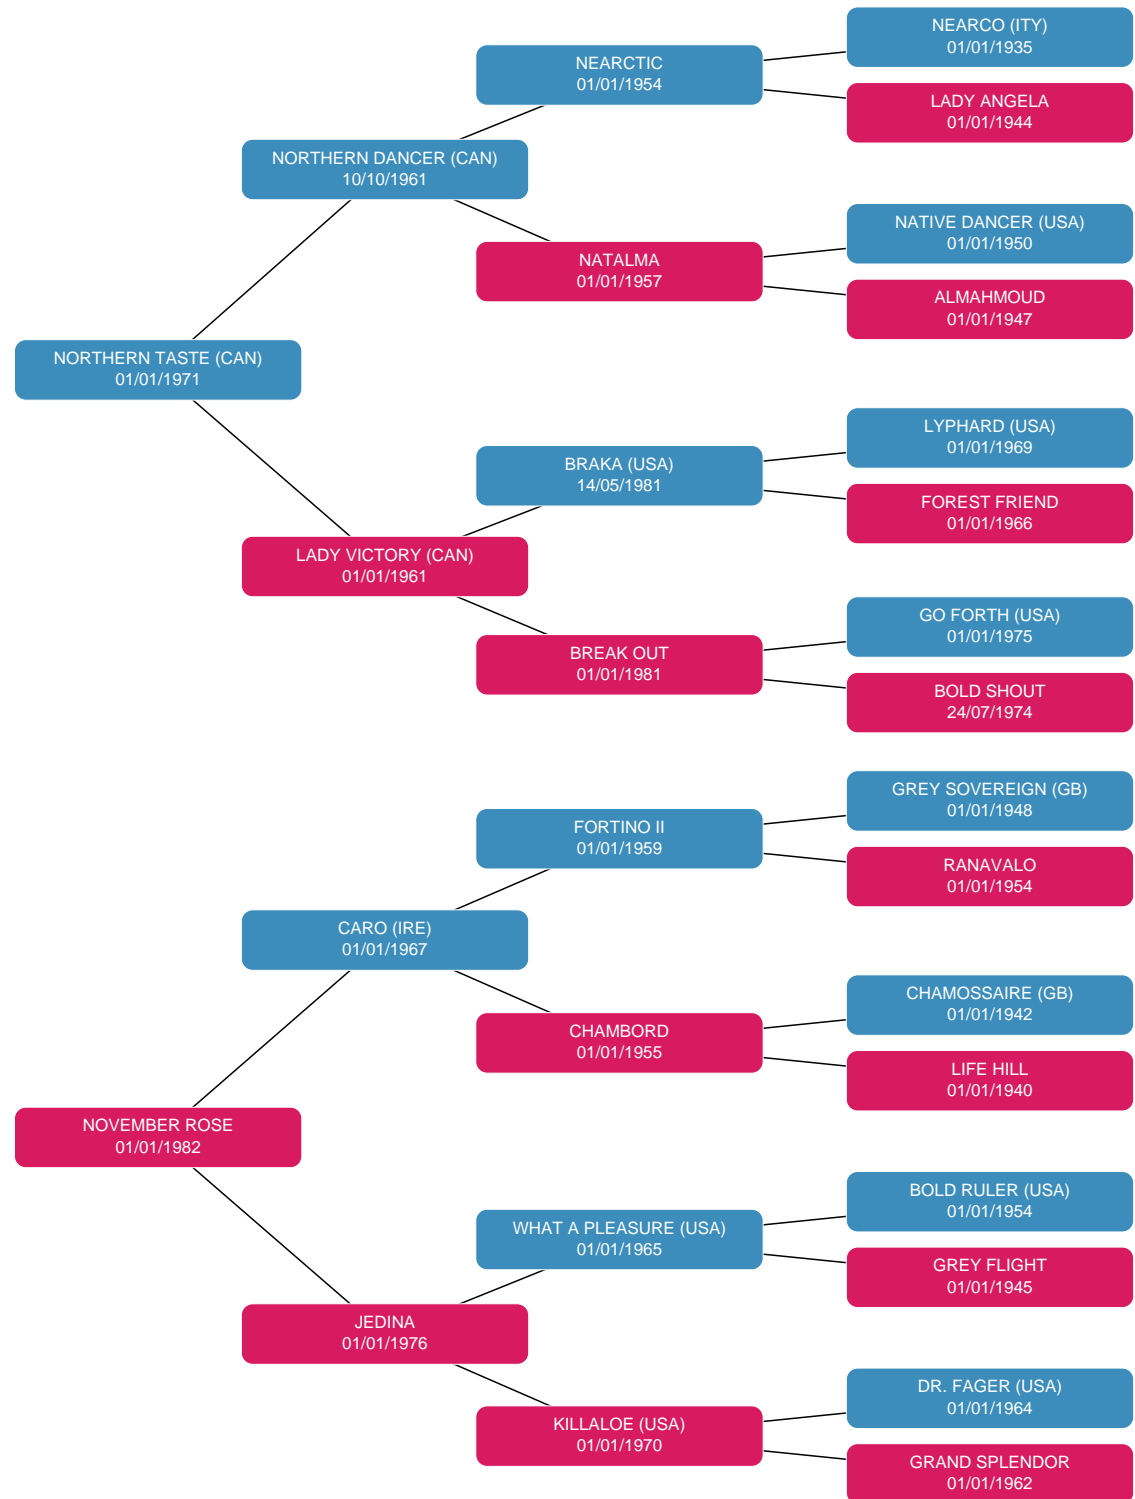 NEARCO (ITY)
01/01/1935
NEARCTIC
01/01/1954
LADY ANGELA
01/01/1944
NORTHERN DANCER (CAN)
10/10/1961
NATIVE DANCER (USA)
01/01/1950
NATALMA
01/01/1957
ALMAHMOUD
01/01/1947
NORTHERN TASTE (CAN)
01/01/1971
LYPHARD (USA)
01/01/1969
BRAKA (USA)
14/05/1981
FOREST FRIEND
01/01/1966
LADY VICTORY (CAN)
01/01/1961
GO FORTH (USA)
01/01/1975
BREAK OUT
01/01/1981
BOLD SHOUT
24/07/1974
GREY SOVEREIGN (GB)
01/01/1948
FORTINO II
01/01/1959
RANAVALO
01/01/1954
CARO (IRE)
01/01/1967
CHAMOSSAIRE (GB)
01/01/1942
CHAMBORD
01/01/1955
LIFE HILL
01/01/1940
NOVEMBER ROSE
01/01/1982
BOLD RULER (USA)
01/01/1954
WHAT A PLEASURE (USA)
01/01/1965
GREY FLIGHT
01/01/1945
JEDINA
01/01/1976
DR. FAGER (USA)
01/01/1964
KILLALOE (USA)
01/01/1970
GRAND SPLENDOR
01/01/1962